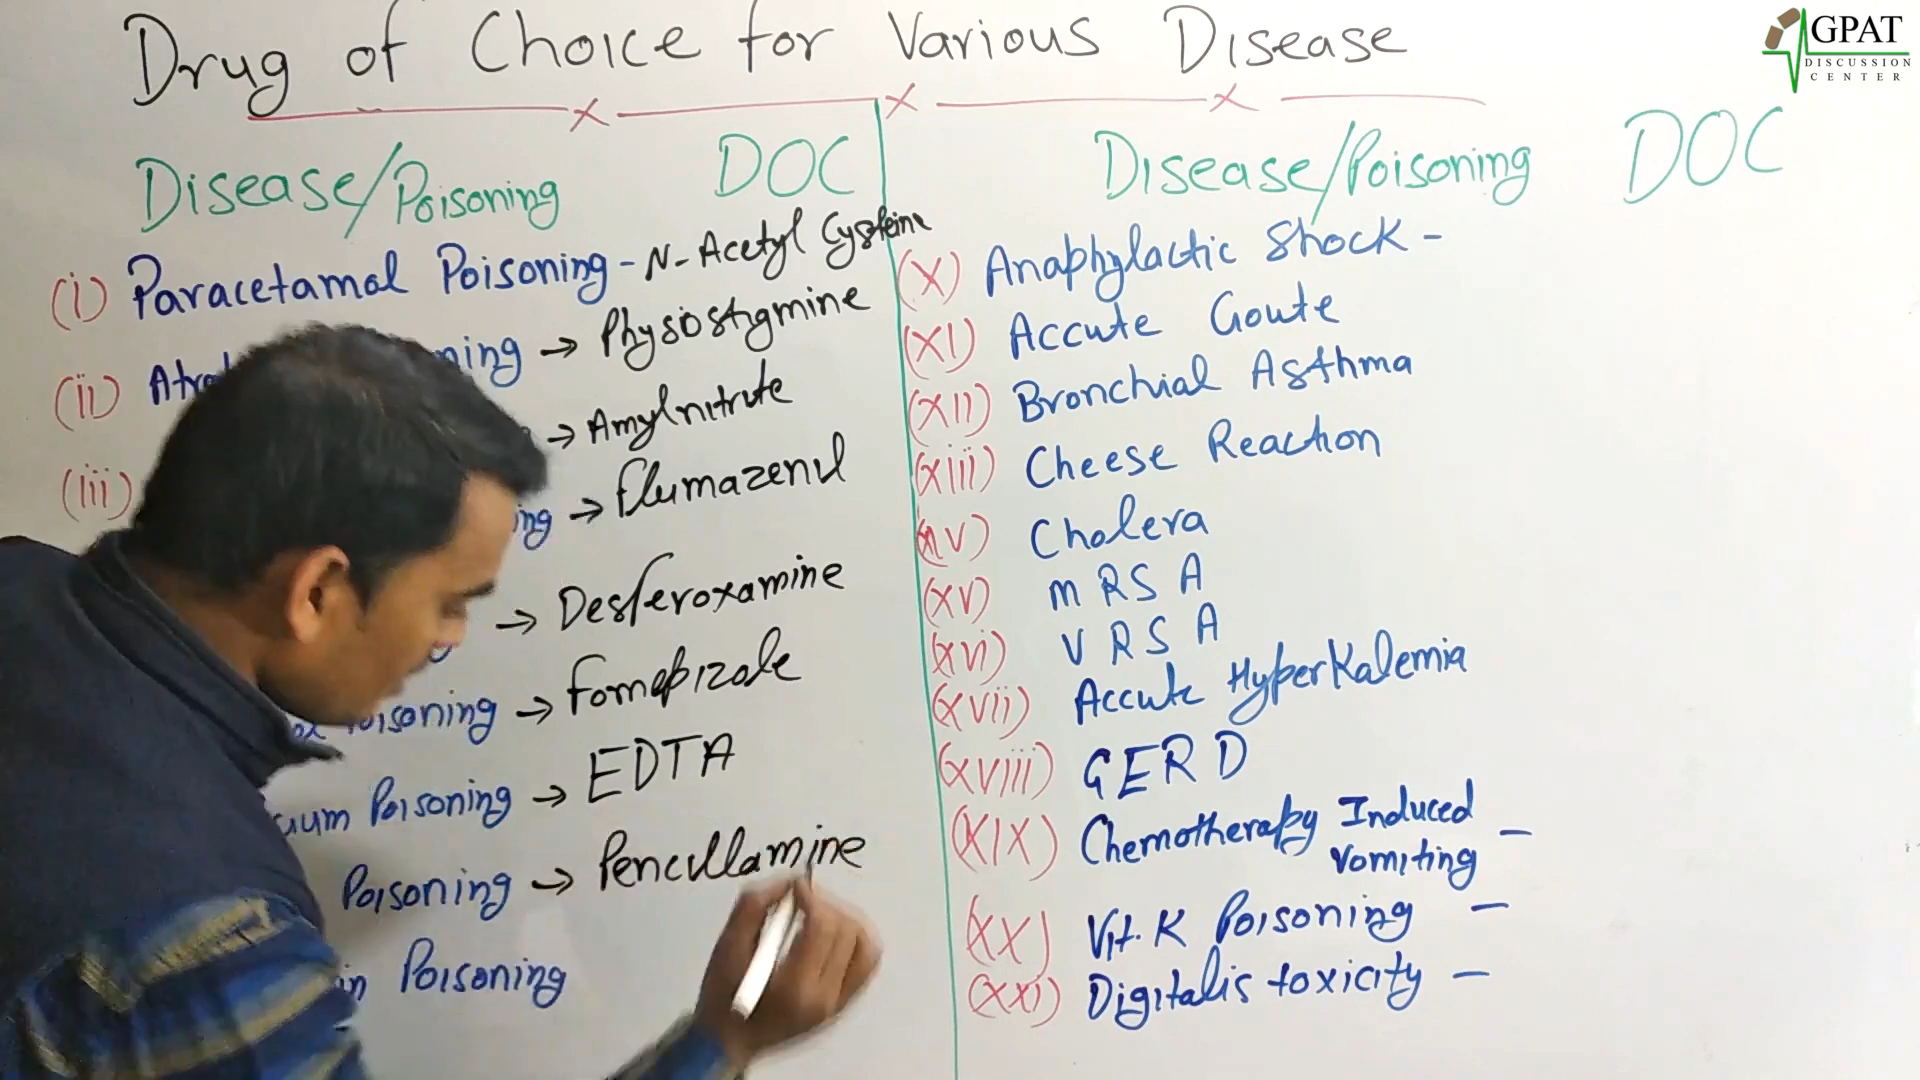 Drug of Choice for Various Disease
GPAT
DISCUSSION
CENTER
Disease/Poisoning DOC
(i) Paracetamol Poisoning - N-Acetyl Cysteine
(ii) → Physostigmine
(iii) → Amylnitrute
→ Flumazenil
→ Desferoxamine
Poisoning → Fomepizole
Poisoning → EDTA
Poisoning → Pencillamine
Poisoning
Disease/Poisoning DOC
(X) Anaphylactic Shock -
(XI) Accute Goute
(XII) Bronchial Asthma
(XIII) Cheese Reaction
Cholera
(XV) MRSA
(XVI) VRSA
(XVII) Accute Hyperkalemia
(XVIII) GERD
(XIX) Chemotherapy Induced
Vomiting -
(XX) Vit. K Poisoning -
(XXI) Digitalis toxicity -